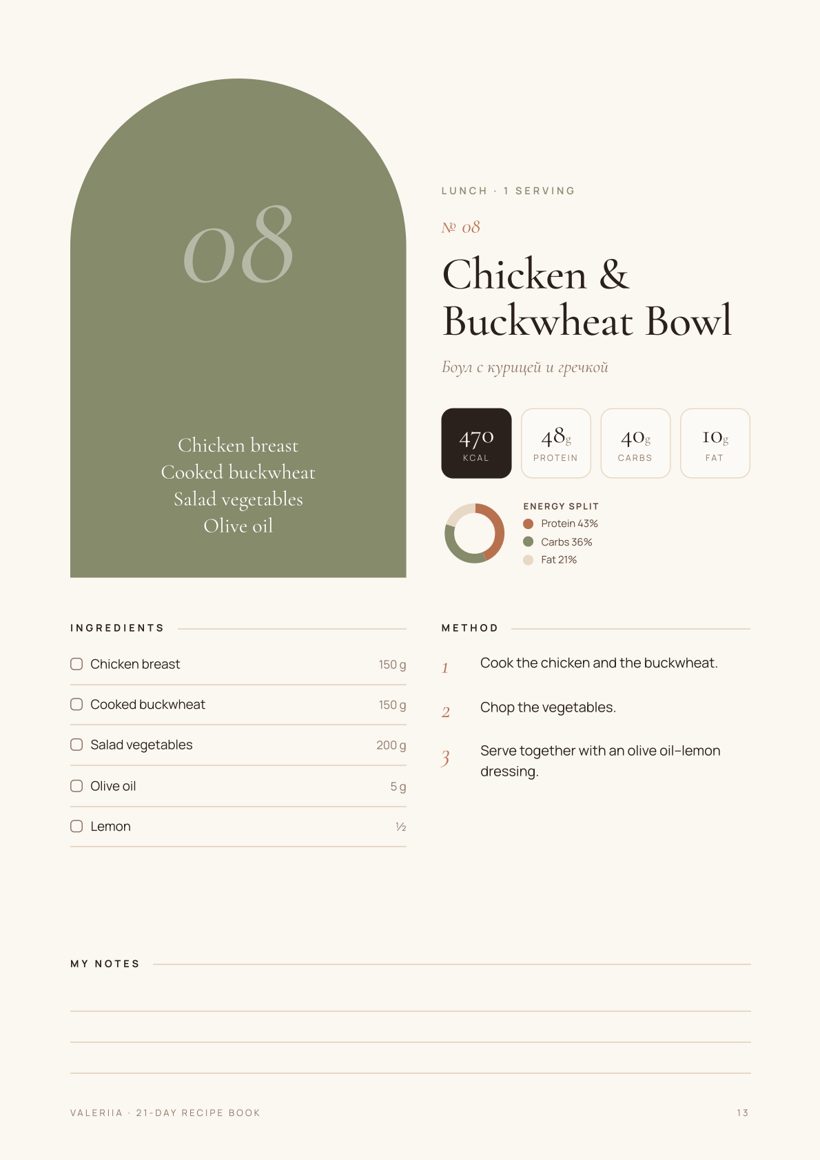 08
Chicken breast
Cooked buckwheat
Salad vegetables
Olive oil
LUNCH · 1 SERVING
№ 08
Chicken &
Buckwheat Bowl
Боул с курицей и гречкой
470
KCAL
48g
PROTEIN
40g
CARBS
10g
FAT
ENERGY SPLIT
Protein 43%
Carbs 36%
Fat 21%
INGREDIENTS
Chicken breast 150 g
Cooked buckwheat 150 g
Salad vegetables 200 g
Olive oil 5 g
Lemon ½
METHOD
1 Cook the chicken and the buckwheat.
2 Chop the vegetables.
3 Serve together with an olive oil–lemon
dressing.
MY NOTES
VALERIIA · 21-DAY RECIPE BOOK 13